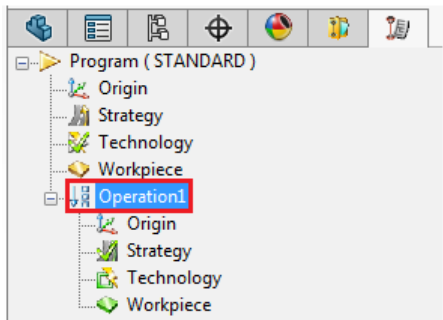 Program ( STANDARD )
Origin
Strategy
Technology
Workpiece
Operation1
Origin
Strategy
Technology
Workpiece